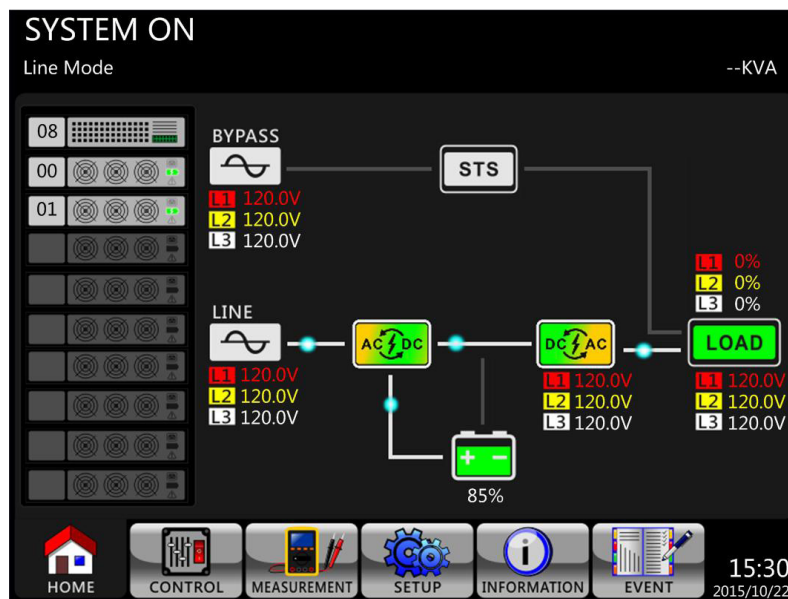 SYSTEM ON
Line Mode
--KVA
08
00
01
BYPASS
L1 120.0V
L2 120.0V
L3 120.0V
STS
L1 0%
L2 0%
L3 0%
LINE
AC DC
DC AC
LOAD
L1 120.0V
L2 120.0V
L3 120.0V
L1 120.0V
L2 120.0V
L3 120.0V
L1 120.0V
L2 120.0V
L3 120.0V
+ -
85%
HOME
CONTROL
MEASUREMENT
SETUP
INFORMATION
EVENT
15:30
2015/10/22